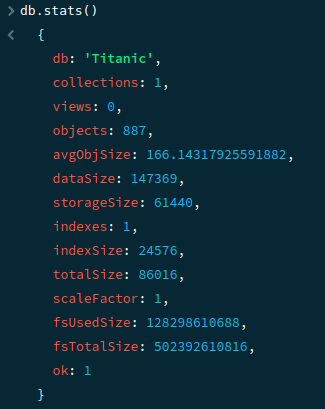 > db.stats()
< {
db: 'Titanic',
collections: 1,
views: 0,
objects: 887,
avgObjSize: 166.14317925591882,
dataSize: 147369,
storageSize: 61440,
indexes: 1,
indexSize: 24576,
totalSize: 86016,
scaleFactor: 1,
fsUsedSize: 128298610688,
fsTotalSize: 502392610816,
ok: 1
}